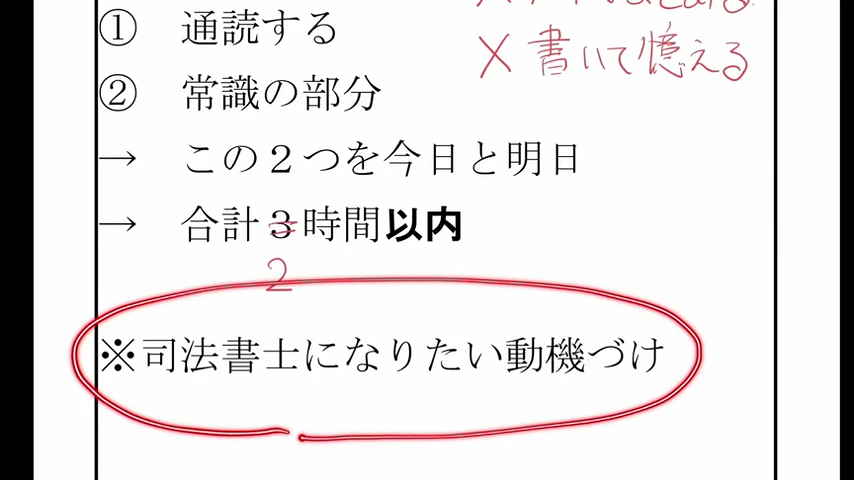 ① 通読する
× 書いて憶える
② 常識の部分
→ この2つを今日と明日
→ 合計3時間以内
2
※司法書士になりたい動機づけ